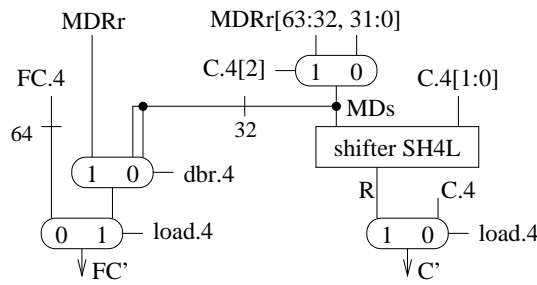 MDRr
MDRr[63:32, 31:0]
FC.4
C.4[2]
1 0
C.4[1:0]
64
32
MDs
shifter SH4L
1 0
dbr.4
R
C.4
0 1
load.4
1 0
load.4
FC'
C'